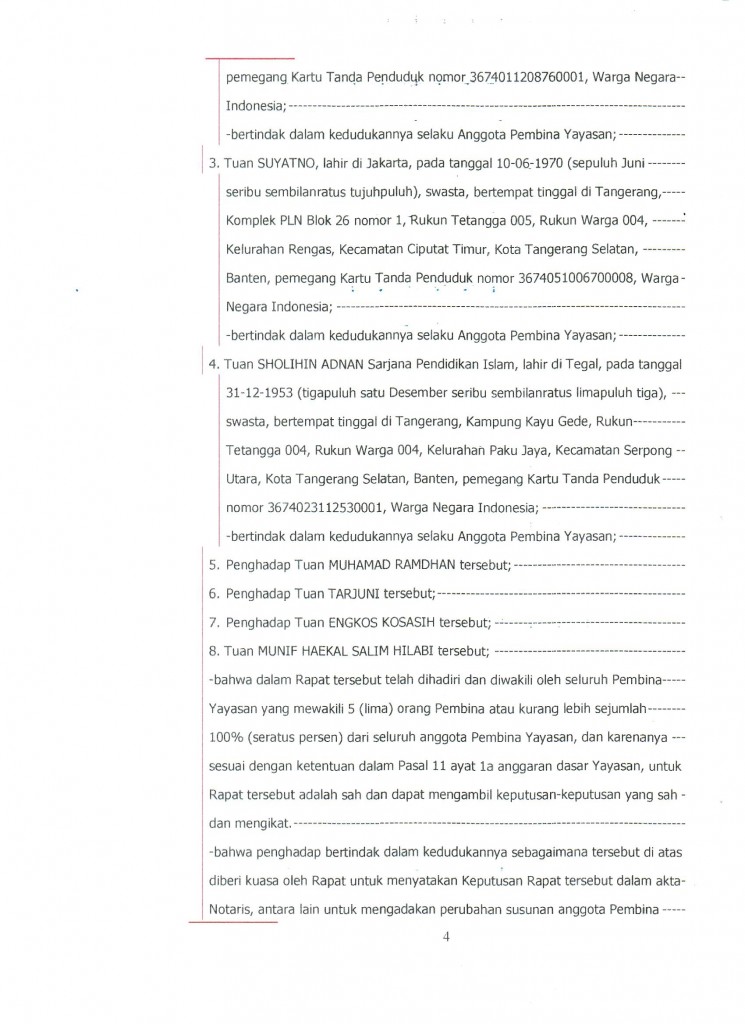 pemegang Kartu Tanda Penduduk nomor 3674011208760001, Warga Negara--
Indonesia;--------------------------------------------------------------------------------
-bertindak dalam kedudukannya selaku Anggota Pembina Yayasan;--------------
3. Tuan SUYATNO, lahir di Jakarta, pada tanggal 10-06-1970 (sepuluh Juni --------
seribu sembilanratus tujuhpuluh), swasta, bertempat tinggal di Tangerang,-----
Komplek PLN Blok 26 nomor 1, Rukun Tetangga 005, Rukun Warga 004, -------
Kelurahan Rengas, Kecamatan Ciputat Timur, Kota Tangerang Selatan, ---------
Banten, pemegang Kartu Tanda Penduduk nomor 3674051006700008, Warga-
Negara Indonesia; ----------------------------------------------------------------------
-bertindak dalam kedudukannya selaku Anggota Pembina Yayasan;--------------
4. Tuan SHOLIHIN ADNAN Sarjana Pendidikan Islam, lahir di Tegal, pada tanggal
31-12-1953 (tigapuluh satu Desember seribu sembilanratus limapuluh tiga), ---
swasta, bertempat tinggal di Tangerang, Kampung Kayu Gede, Rukun-----------
Tetangga 004, Rukun Warga 004, Kelurahan Paku Jaya, Kecamatan Serpong --
Utara, Kota Tangerang Selatan, Banten, pemegang Kartu Tanda Penduduk-----
nomor 3674023112530001, Warga Negara Indonesia; -----------------------------
-bertindak dalam kedudukannya selaku Anggota Pembina Yayasan;--------------
5. Penghadap Tuan MUHAMAD RAMDHAN tersebut;-----------------------------------
6. Penghadap Tuan TARJUNI tersebut;--------------------------------------------------
7. Penghadap Tuan ENGKOS KOSASIH tersebut; ---------------------------------------
8. Tuan MUNIF HAEKAL SALIM HILABI tersebut; ---------------------------------------
-bahwa dalam Rapat tersebut telah dihadiri dan diwakili oleh seluruh Pembina-----
Yayasan yang mewakili 5 (lima) orang Pembina atau kurang lebih sejumlah--------
100% (seratus persen) dari seluruh anggota Pembina Yayasan, dan karenanya ---
sesuai dengan ketentuan dalam Pasal 11 ayat 1a anggaran dasar Yayasan, untuk
Rapat tersebut adalah sah dan dapat mengambil keputusan-keputusan yang sah -
dan mengikat.-------------------------------------------------------------------------------
-bahwa penghadap bertindak dalam kedudukannya sebagaimana tersebut di atas
diberi kuasa oleh Rapat untuk menyatakan Keputusan Rapat tersebut dalam akta-
Notaris, antara lain untuk mengadakan perubahan susunan anggota Pembina -----
4